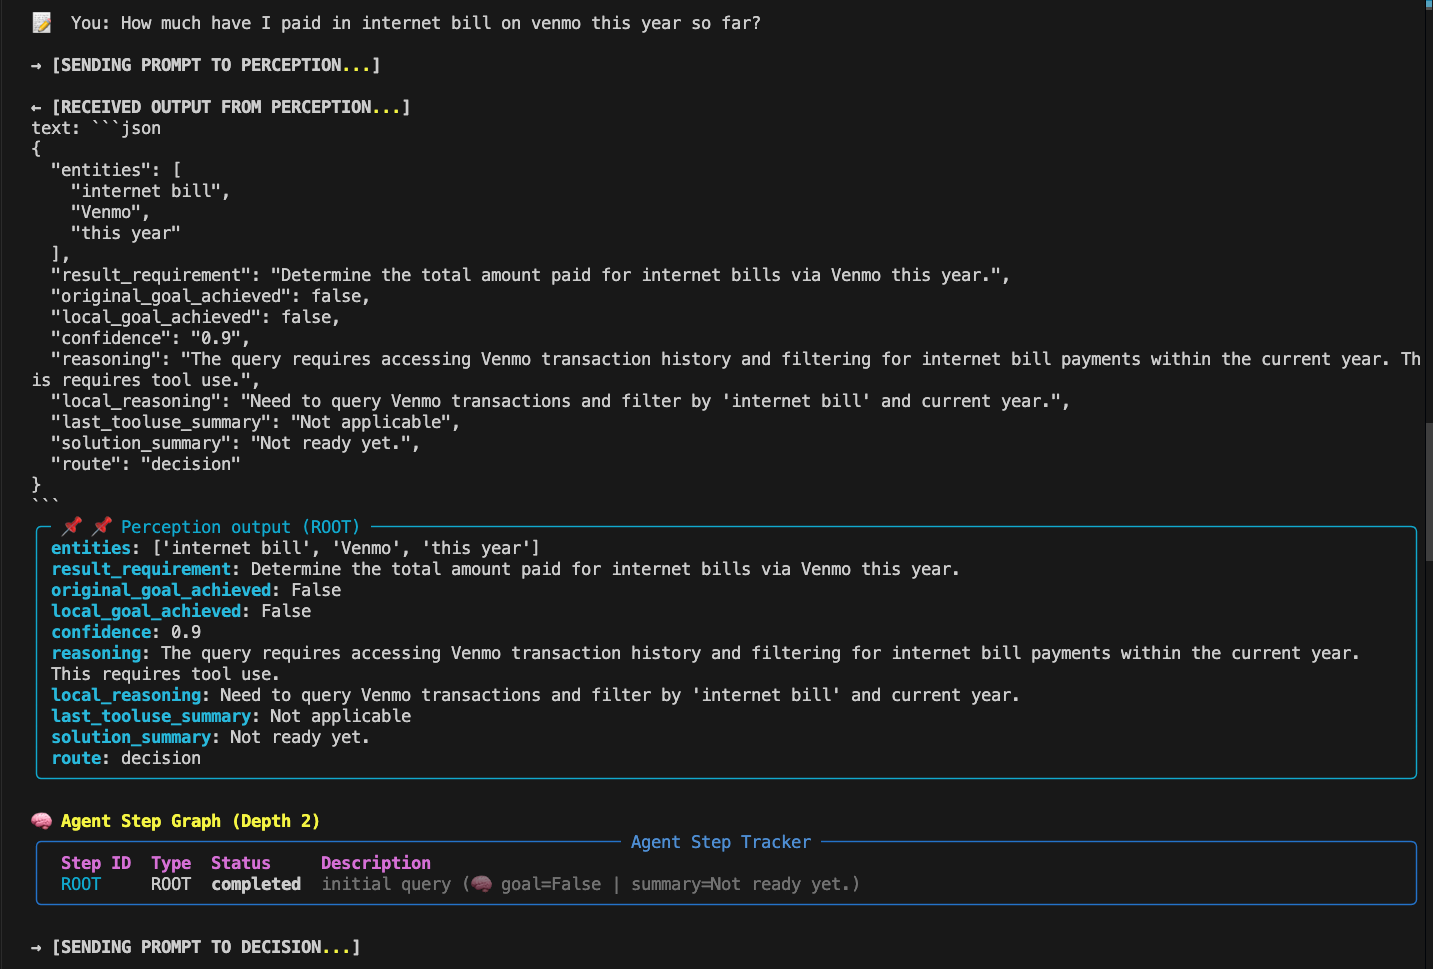 You: How much have I paid in internet bill on venmo this year so far?
→ [SENDING PROMPT TO PERCEPTION...]
← [RECEIVED OUTPUT FROM PERCEPTION...]
text: ```json
{
"entities": [
"internet bill",
"Venmo",
"this year"
],
"result_requirement": "Determine the total amount paid for internet bills via Venmo this year.",
"original_goal_achieved": false,
"local_goal_achieved": false,
"confidence": "0.9",
"reasoning": "The query requires accessing Venmo transaction history and filtering for internet bill payments within the current year. Th
is requires tool use.",
"local_reasoning": "Need to query Venmo transactions and filter by 'internet bill' and current year.",
"last_tooluse_summary": "Not applicable",
"solution_summary": "Not ready yet.",
"route": "decision"
}
```
Perception output (ROOT)
entities: ['internet bill', 'Venmo', 'this year']
result_requirement: Determine the total amount paid for internet bills via Venmo this year.
original_goal_achieved: False
local_goal_achieved: False
confidence: 0.9
reasoning: The query requires accessing Venmo transaction history and filtering for internet bill payments within the current year.
This requires tool use.
local_reasoning: Need to query Venmo transactions and filter by 'internet bill' and current year.
last_tooluse_summary: Not applicable
solution_summary: Not ready yet.
route: decision
Agent Step Graph (Depth 2)
Agent Step Tracker
Step ID Type Status Description
ROOT ROOT completed initial query (🧠 goal=False | summary=Not ready yet.)
→ [SENDING PROMPT TO DECISION...]